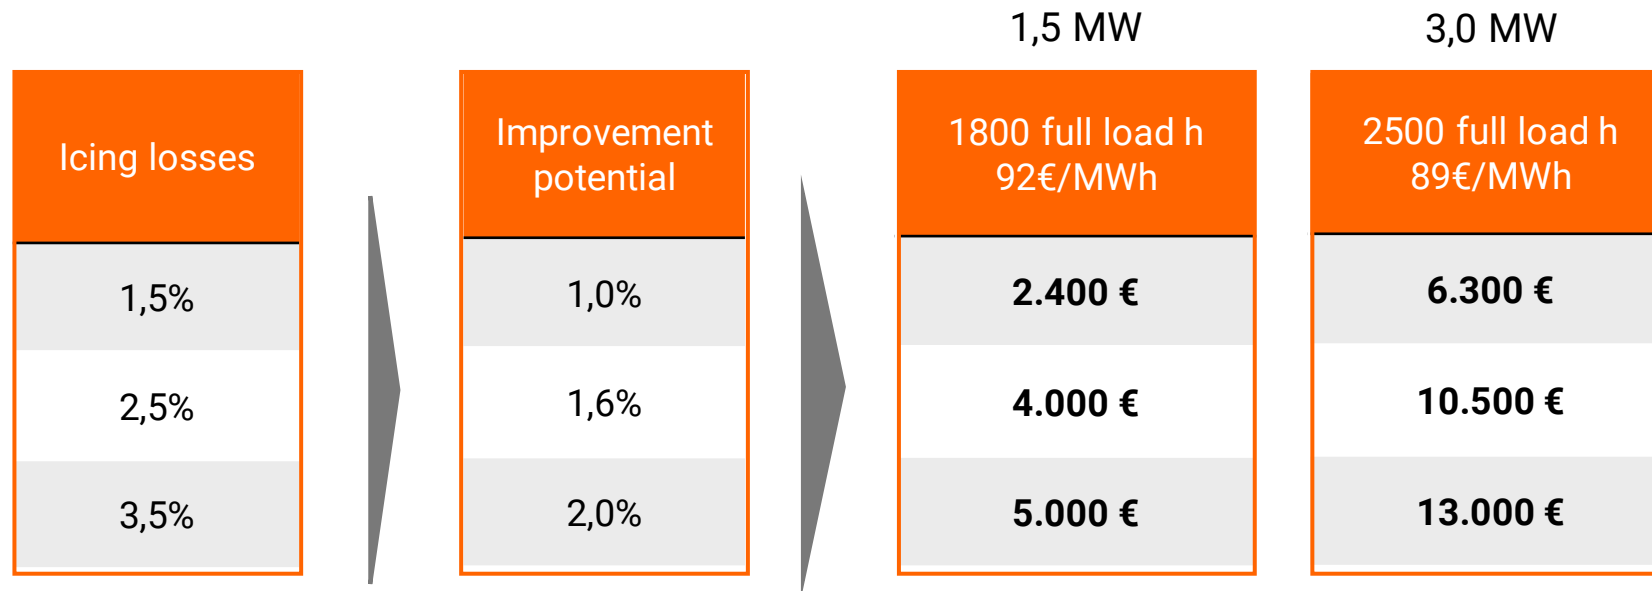 1,5 MW
3,0 MW
Icing losses
Improvement
potential
1800 full load h
92€/MWh
2500 full load h
89€/MWh
1,5%
1,0%
2.400 €
6.300 €
2,5%
1,6%
4.000 €
10.500 €
3,5%
2,0%
5.000 €
13.000 €